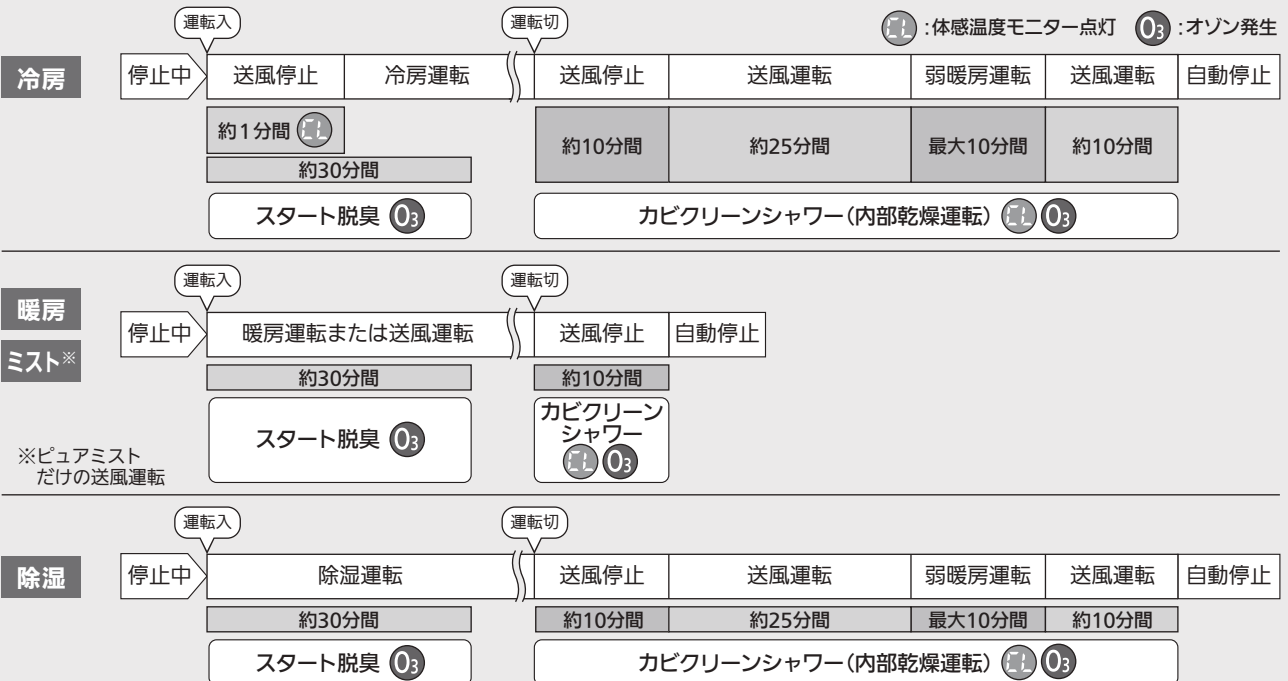 運転入 運転切 CL :体感温度モニター点灯 O3 :オゾン発生
冷房 停止中 送風停止 冷房運転 送風停止 送風運転 弱暖房運転 送風運転 自動停止
約1分間 CL 約10分間 約25分間 最大10分間 約10分間
約30分間
スタート脱臭 O3 カビクリーンシャワー(内部乾燥運転) CL O3
運転入 運転切
暖房
ミスト※
停止中 暖房運転または送風運転 送風停止 自動停止
約30分間 約10分間
スタート脱臭 O3
カビクリーン
シャワー
CL O3
※ピュアミスト
だけの送風運転
運転入 運転切
除湿 停止中 除湿運転 送風停止 送風運転 弱暖房運転 送風運転 自動停止
約30分間 約10分間 約25分間 最大10分間 約10分間
スタート脱臭 O3 カビクリーンシャワー(内部乾燥運転) CL O3